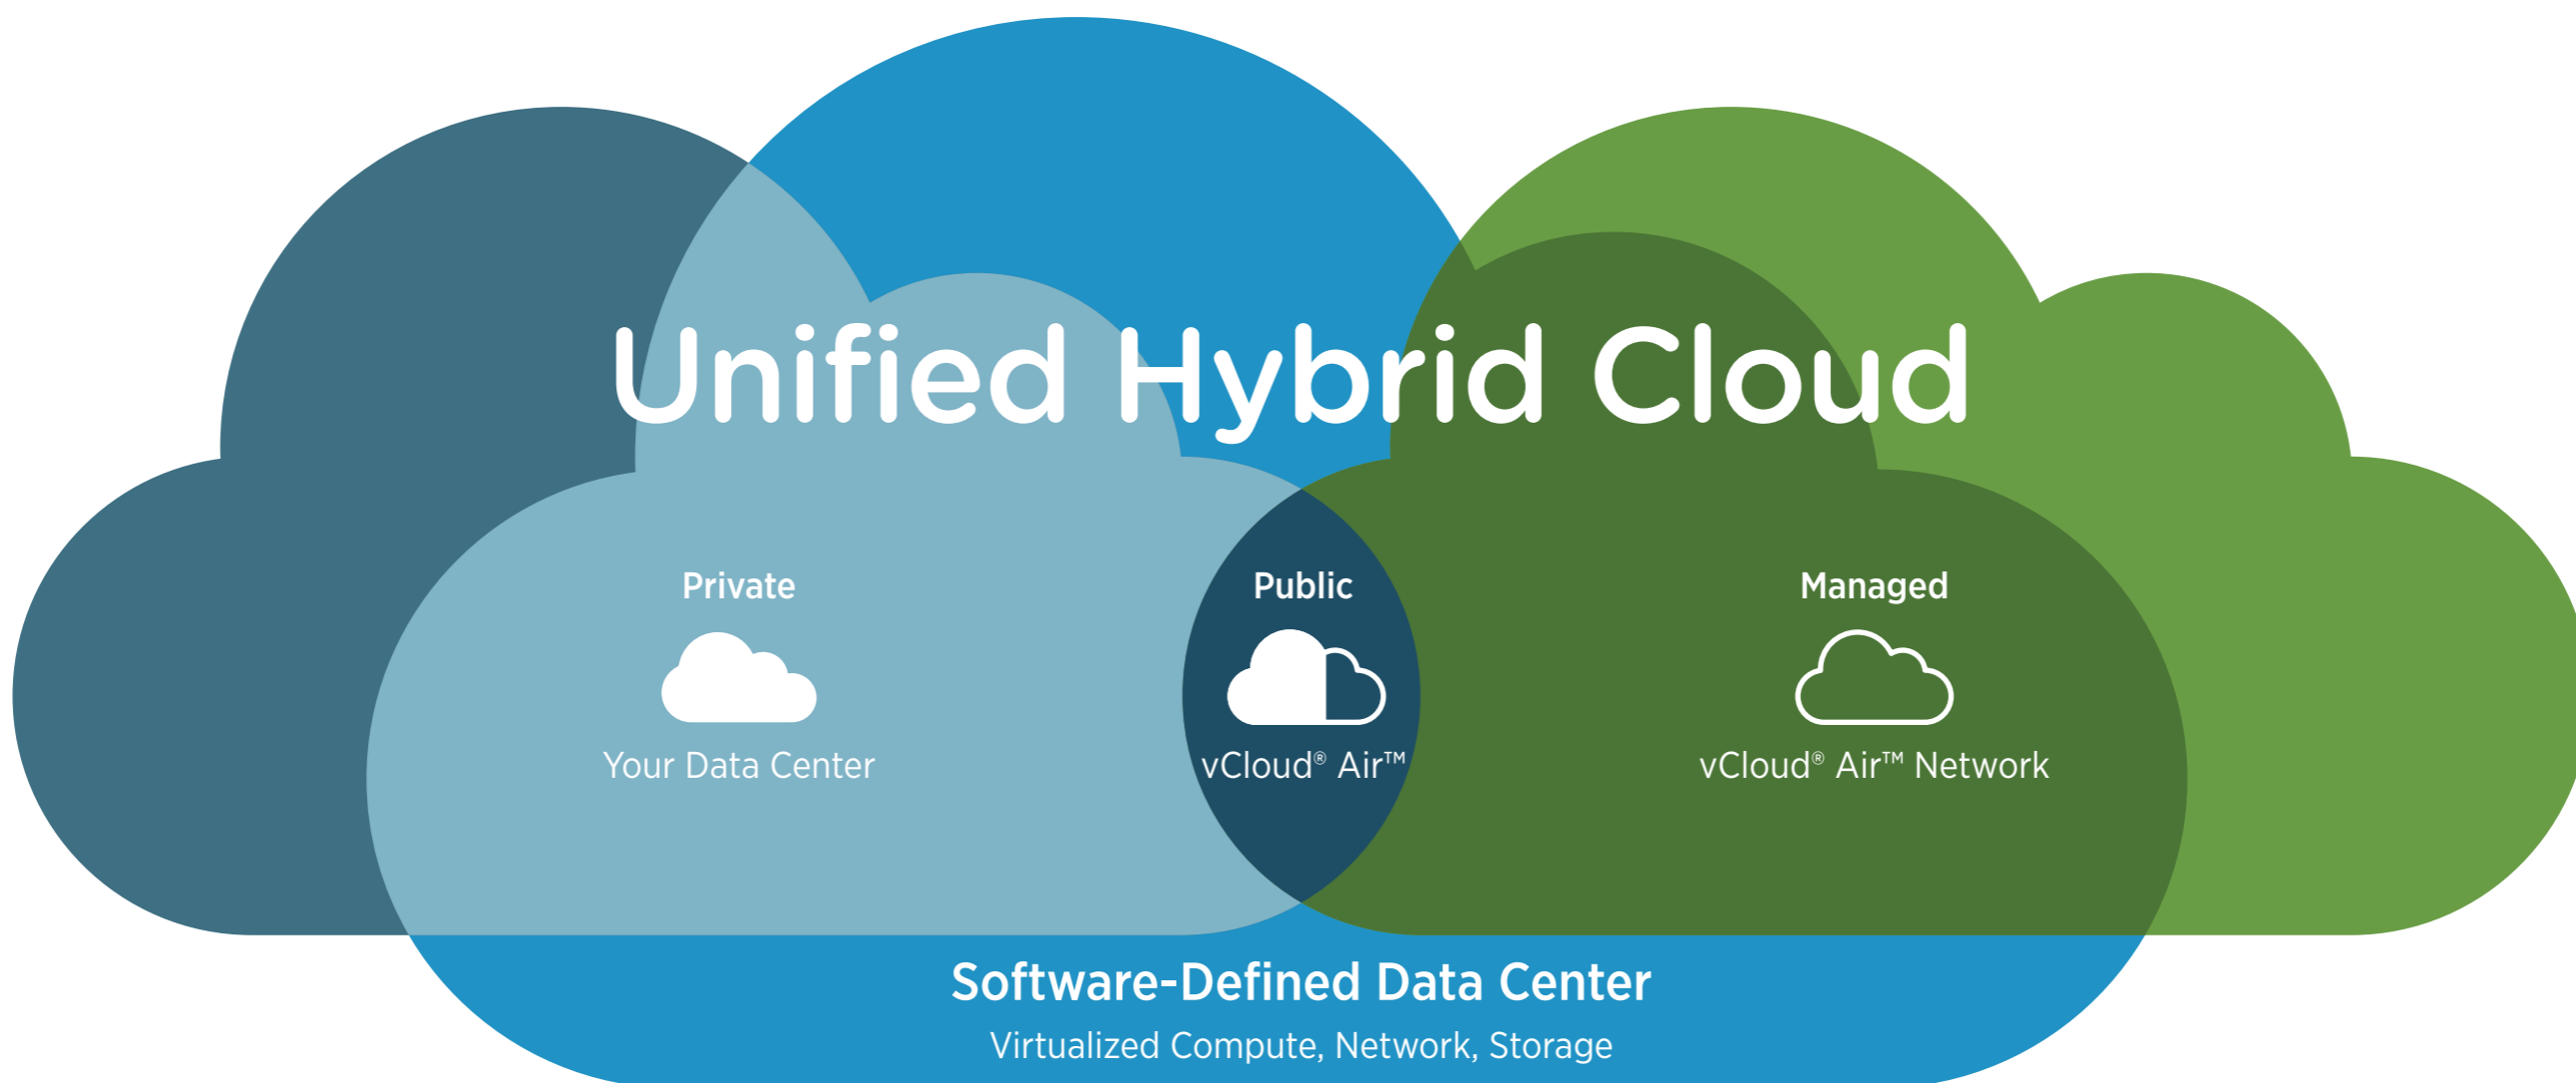 Unified Hybrid Cloud
Private
Your Data Center
Public
vCloud® Air™
Managed
vCloud® Air™ Network
Software-Defined Data Center
Virtualized Compute, Network, Storage